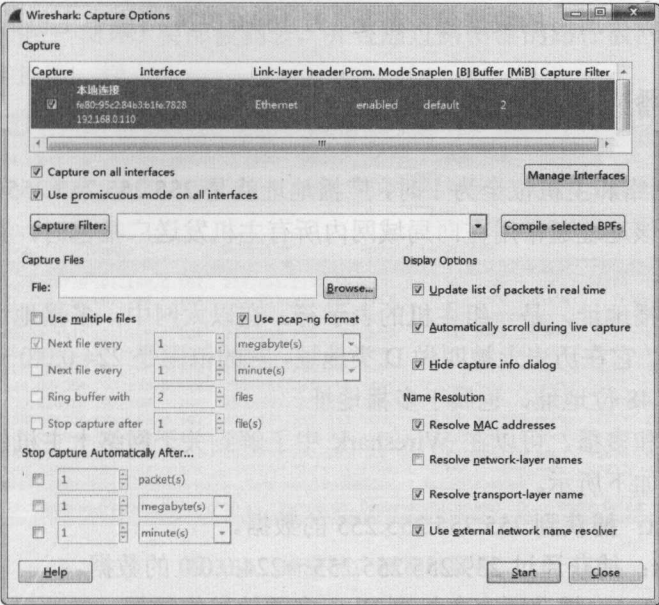 Wireshark: Capture Options
Capture
Capture Interface Link-layer header Prom. Mode Snaplen [B] Buffer [MiB] Capture Filter
本地连接
fe80:95c2:84b3:b1fe:7828
192.168.0.110
Ethernet enabled default 2
Capture on all interfaces
Manage Interfaces
Use promiscuous mode on all interfaces
Capture Filter:
Compile selected BPFs
Capture Files
Display Options
File:
Browse...
Update list of packets in real time
Use multiple files
Use pcap-ng format
Automatically scroll during live capture
Next file every 1 megabyte(s)
Next file every 1 minute(s)
Hide capture info dialog
Ring buffer with 2 files
Name Resolution
Stop capture after 1 file(s)
Resolve MAC addresses
Stop Capture Automatically After...
Resolve network-layer names
1 packet(s)
Resolve transport-layer name
1 megabyte(s)
1 minute(s)
Use external network name resolver
Help
Start
Close